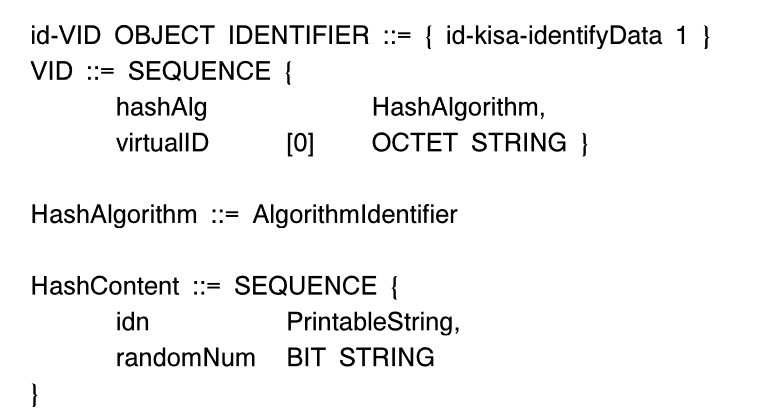 id-VID OBJECT IDENTIFIER ::= { id-kisa-identifyData 1 }
VID ::= SEQUENCE {
hashAlg HashAlgorithm,
virtualID [0] OCTET STRING }
HashAlgorithm ::= AlgorithmIdentifier
HashContent ::= SEQUENCE {
idn PrintableString,
randomNum BIT STRING
}